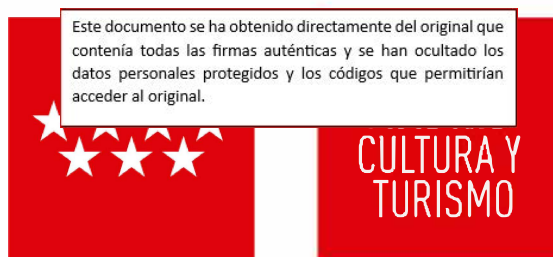 Este documento se ha obtenido directamente del original que
contenía todas las firmas auténticas y se han ocultado los
datos personales protegidos y los códigos que permitirían
acceder al original.
CULTURA Y
TURISMO